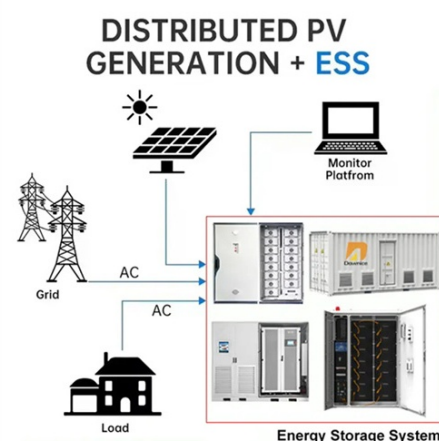 DISTRIBUTED PV
GENERATION + ESS
Monitor
Platfrom
AC
Grid
AC
Load
Energy Storage System